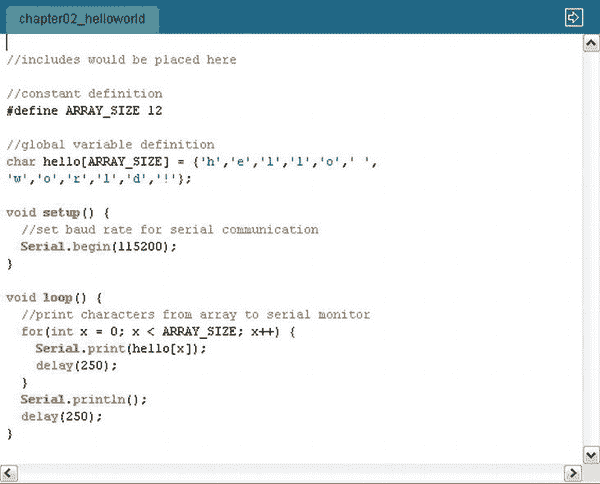 chapter02_helloworld
//includes would be placed here
//constant definition
#define ARRAY_SIZE 12
//global variable definition
char hello[ARRAY_SIZE] = {'h','e','l','l','o',' ',
'w','o','r','l','d','!'};
void setup() {
//set baud rate for serial communication
Serial.begin(115200);
}
void loop() {
//print characters from array to serial monitor
for(int x = 0; x < ARRAY_SIZE; x++) {
Serial.print(hello[x]);
delay(250);
}
Serial.println();
delay(250);
}